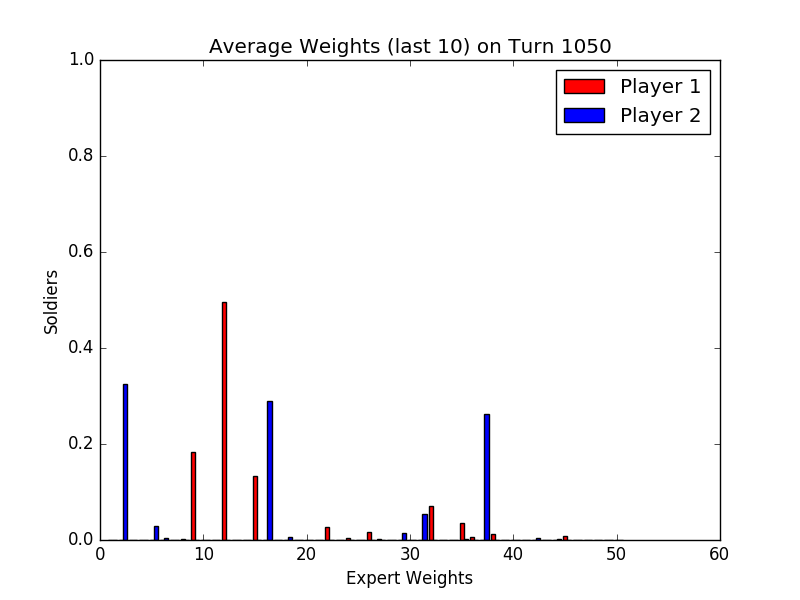 Average Weights (last 10) on Turn 1050
1.0
0.8
0.6
0.4
0.2
0.0
Soldiers
Player 1
Player 2
0 10 20 30 40 50 60
Expert Weights